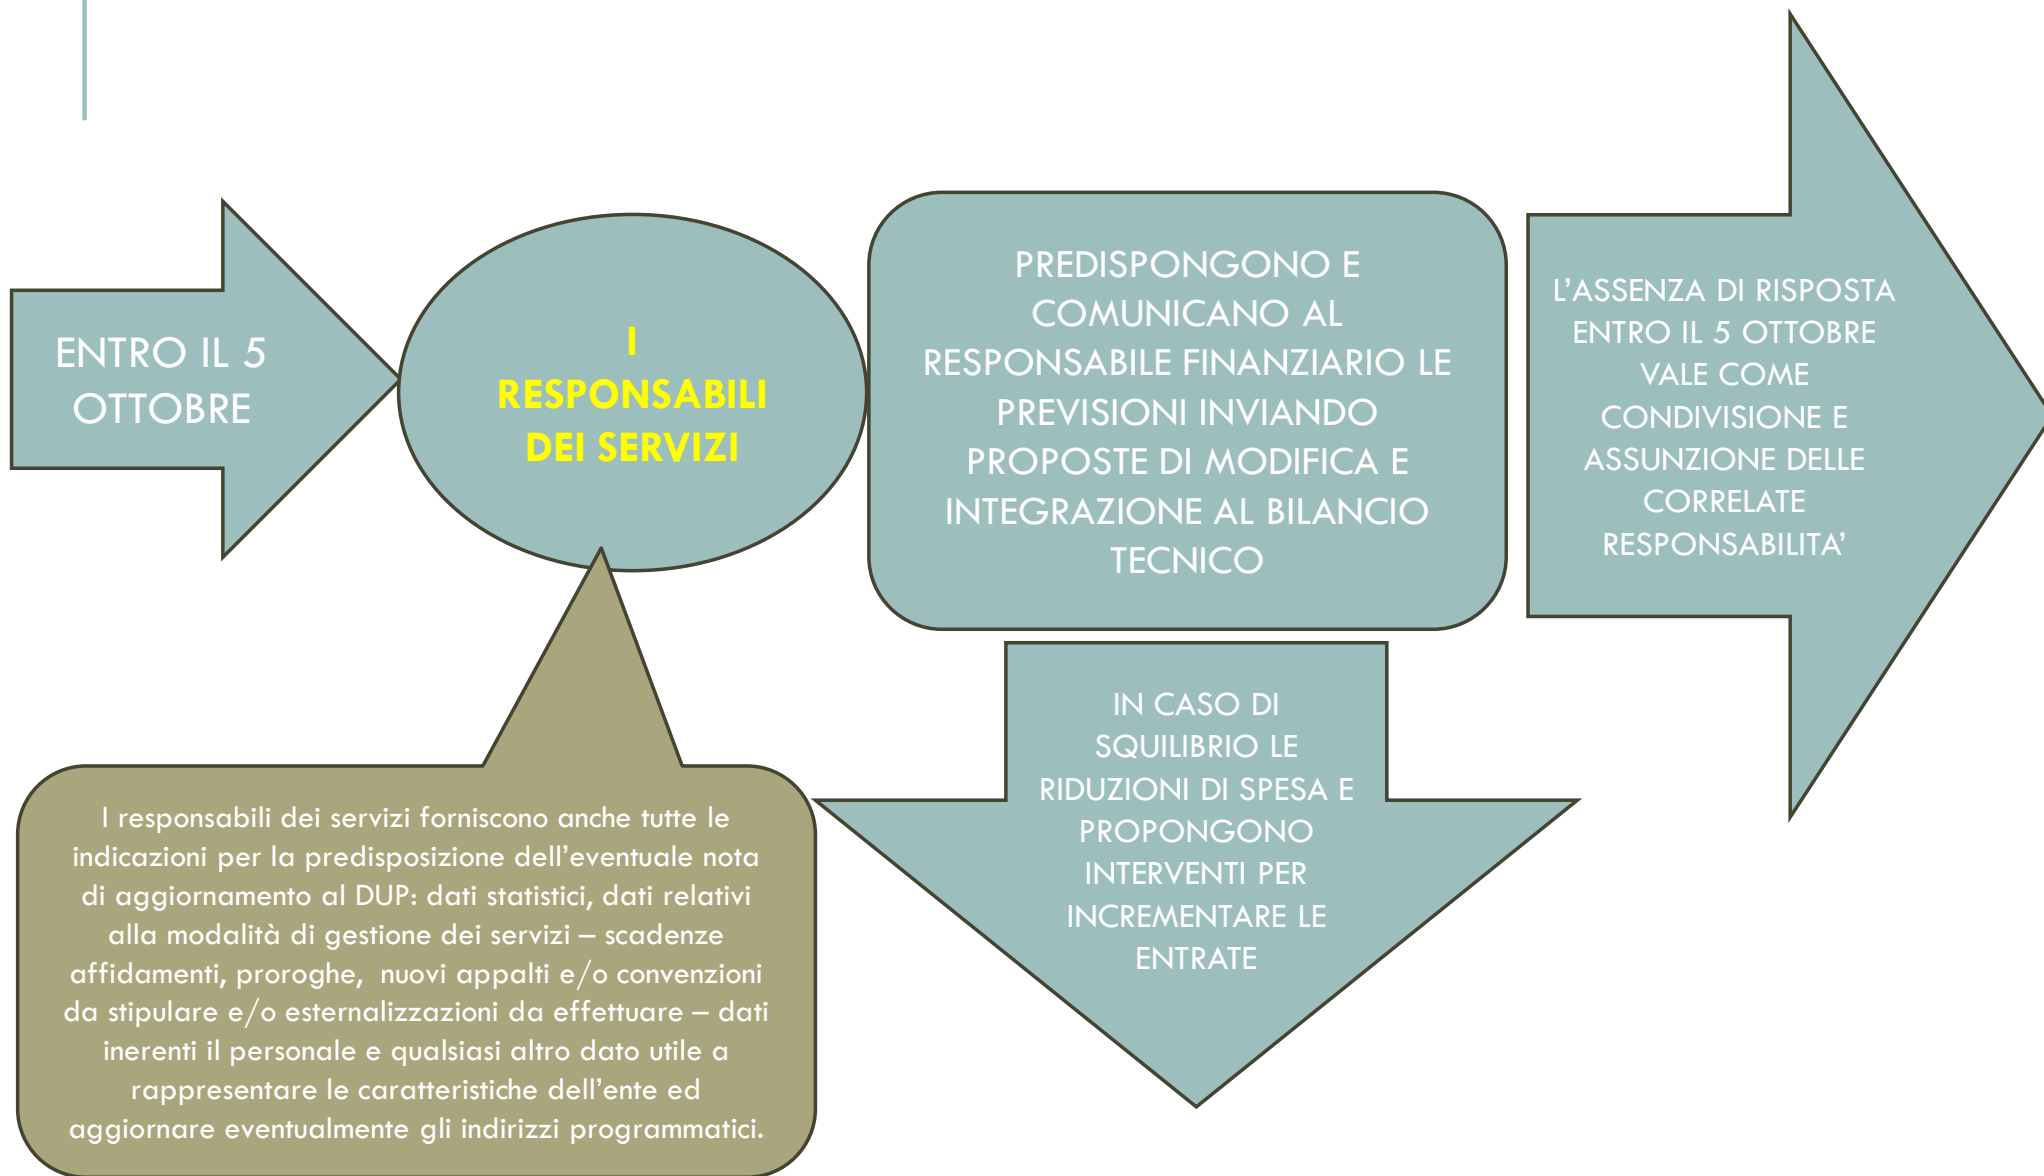 ENTRO IL 5
OTTOBRE
I
RESPONSABILI
DEI SERVIZI
PREDISPONGONO E
COMUNICANO AL
RESPONSABILE FINANZIARIO LE
PREVISIONI INVIANDO
PROPOSTE DI MODIFICA E
INTEGRAZIONE AL BILANCIO
TECNICO
L’ASSENZA DI RISPOSTA
ENTRO IL 5 OTTOBRE
VALE COME
CONDIVISIONE E
ASSUNZIONE DELLE
CORRELATE
RESPONSABILITA’
IN CASO DI
SQUILIBRIO LE
RIDUZIONI DI SPESA E
PROPONGONO
INTERVENTI PER
INCREMENTARE LE
ENTRATE
I responsabili dei servizi forniscono anche tutte le
indicazioni per la predisposizione dell’eventuale nota
di aggiornamento al DUP: dati statistici, dati relativi
alla modalità di gestione dei servizi – scadenze
affidamenti, proroghe, nuovi appalti e/o convenzioni
da stipulare e/o esternalizzazioni da effettuare – dati
inerenti il personale e qualsiasi altro dato utile a
rappresentare le caratteristiche dell’ente ed
aggiornare eventualmente gli indirizzi programmatici.